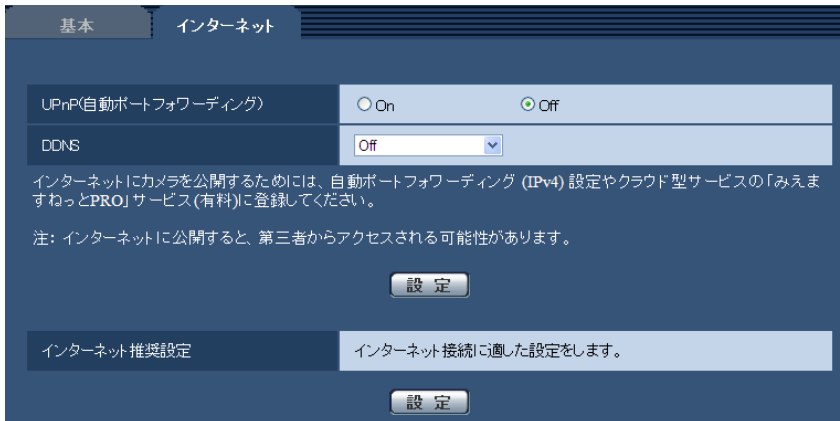 基本 インターネット
UPnP(自動ポートフォワーディング) On Off
DDNS Off
インターネットにカメラを公開するためには、自動ポートフォワーディング (IPv4) 設定やクラウド型サービスの「みえま
すねっとPRO」サービス(有料)に登録してください。
注: インターネットに公開すると、第三者からアクセスされる可能性があります。
設定
インターネット推奨設定 インターネット接続に適した設定をします。
設定